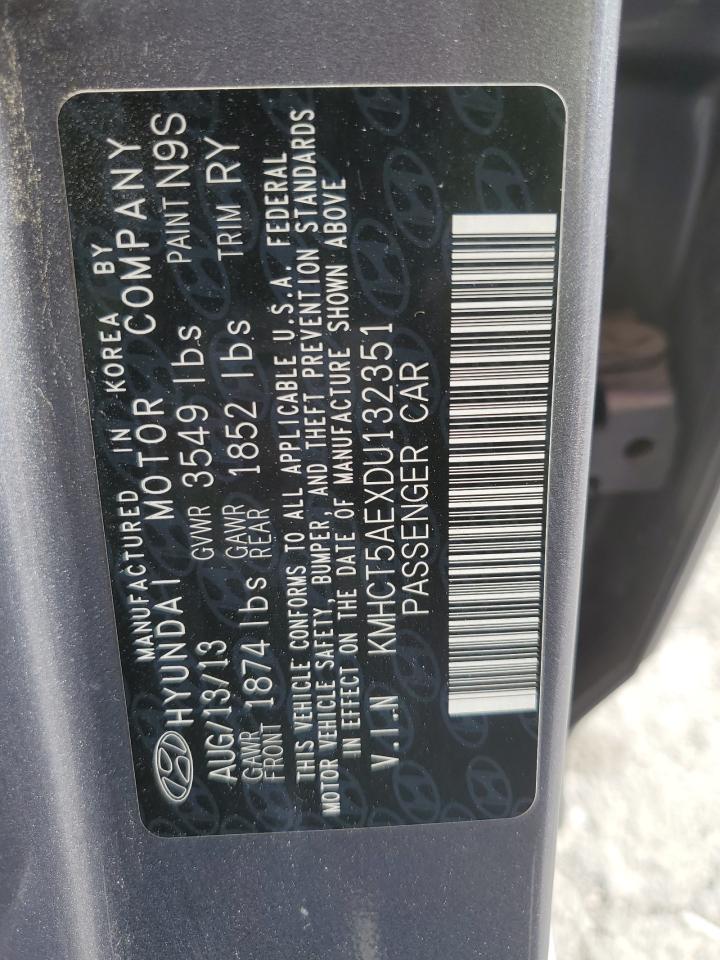 MANUFACTURED IN KOREA BY
HYUNDAI MOTOR COMPANY
AUG/13/13 GVWR 3549 lbs PAINT N9S
GAWR FRONT 1874 lbs GAWR REAR 1852 lbs TRIM RY
THIS VEHICLE CONFORMS TO ALL APPLICABLE U.S.A. FEDERAL
MOTOR VEHICLE SAFETY, BUMPER, AND THEFT PREVENTION STANDARDS
IN EFFECT ON THE DATE OF MANUFACTURE SHOWN ABOVE
V.I.N KMHCT5AEXDU132351
PASSENGER CAR